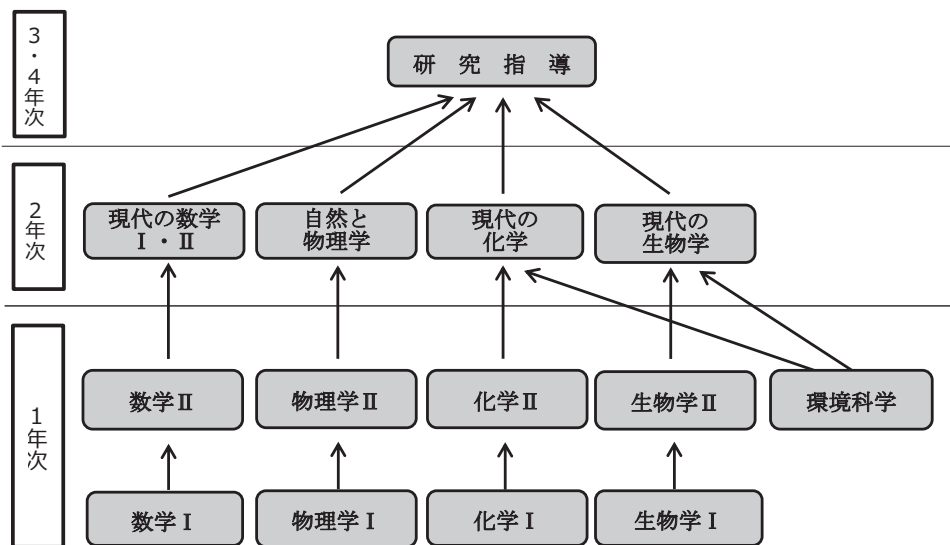 3・4年次
研究指導
2年次
現代の数学
Ⅰ・Ⅱ
自然と
物理学
現代の
化学
現代の
生物学
1年次
数学Ⅱ
物理学Ⅱ
化学Ⅱ
生物学Ⅱ
環境科学
数学Ⅰ
物理学Ⅰ
化学Ⅰ
生物学Ⅰ